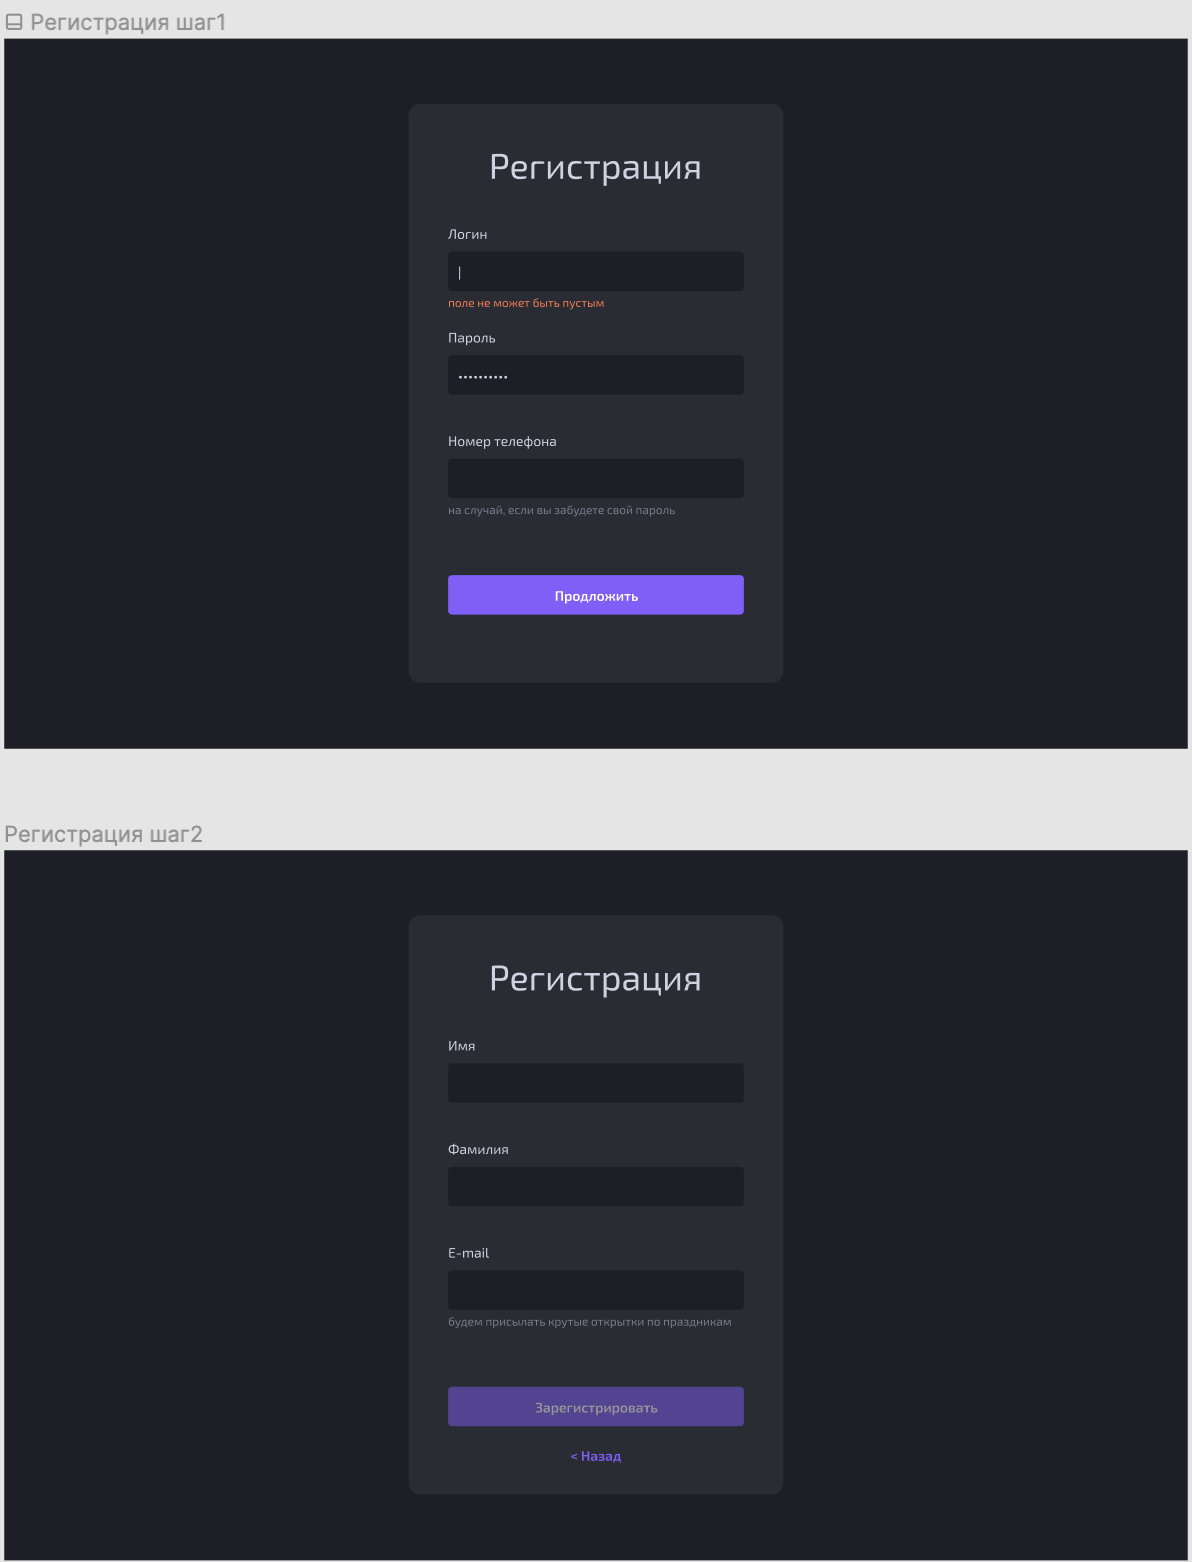 Регистрация шаг1
Регистрация
Логин
поле не может быть пустым
Пароль
••••••••••
Номер телефона
на случай, если вы забудете свой пароль
Продложить
Регистрация шаг2
Регистрация
Имя
Фамилия
E-mail
будем присылать крутые открытки по праздникам
Зарегистрировать
< Назад